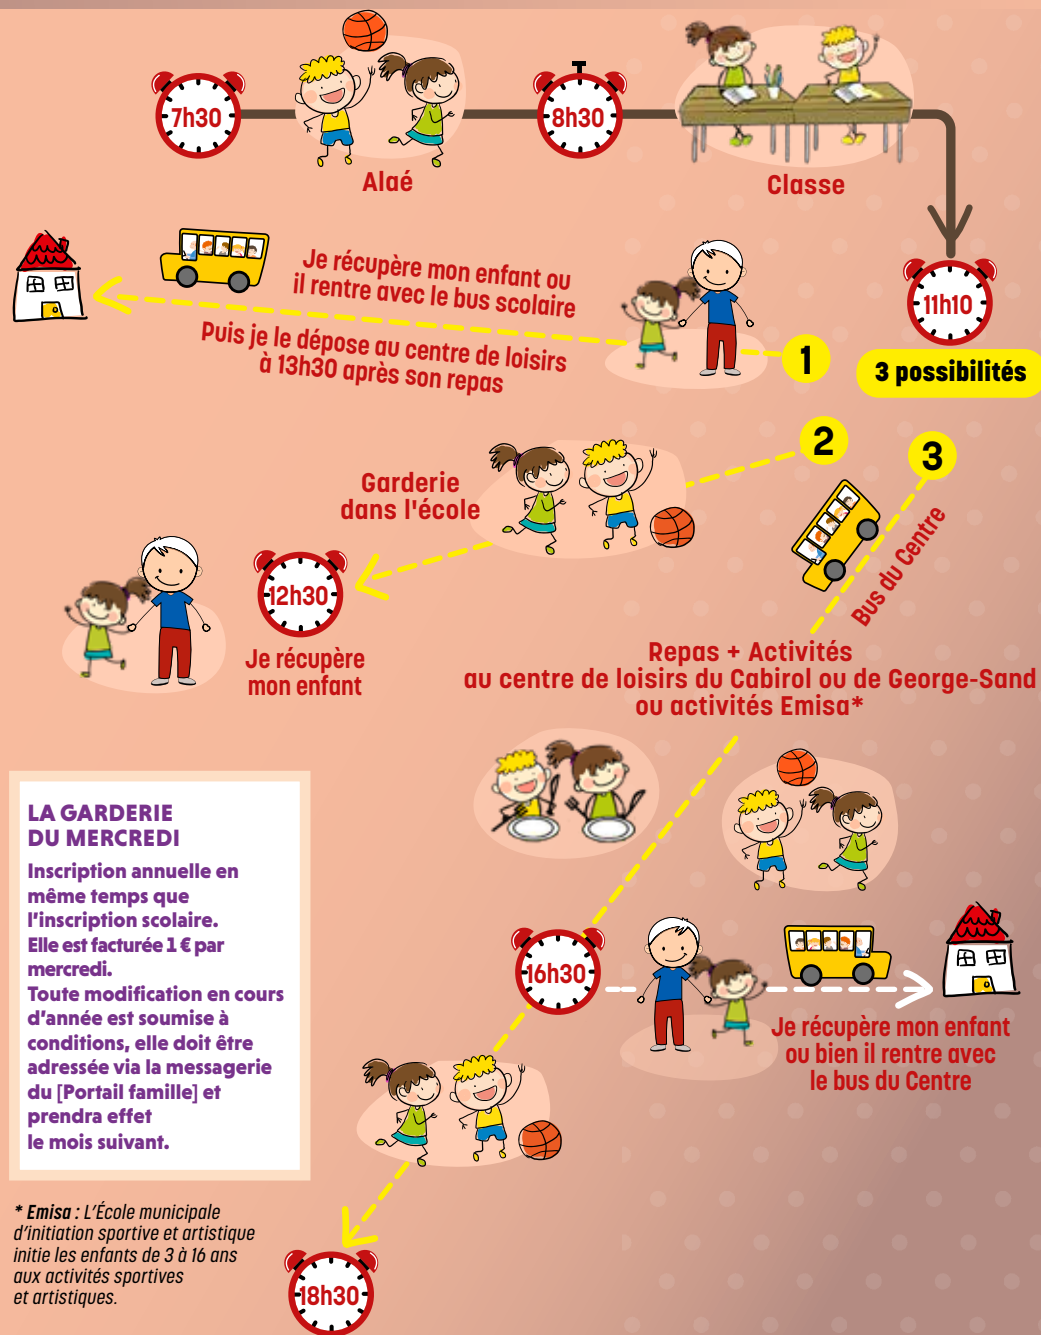 7h30
Alaé
8h30
Classe
11h10
3 possibilités
1
Je récupère mon enfant ou
il rentre avec le bus scolaire
Puis je le dépose au centre de loisirs
à 13h30 après son repas
2
Garderie
dans l'école
12h30
Je récupère
mon enfant
3
Bus du Centre
Repas + Activités
au centre de loisirs du Cabirol ou de George-Sand
ou activités Emisa*
16h30
Je récupère mon enfant
ou bien il rentre avec
le bus du Centre
18h30
LA GARDERIE
DU MERCREDI
Inscription annuelle en
même temps que
l'inscription scolaire.
Elle est facturée 1 € par
mercredi.
Toute modification en cours
d'année est soumise à
conditions, elle doit être
adressée via la messagerie
du [Portail famille] et
prendra effet
le mois suivant.
* Emisa : L'École municipale
d'initiation sportive et artistique
initie les enfants de 3 à 16 ans
aux activités sportives
et artistiques.